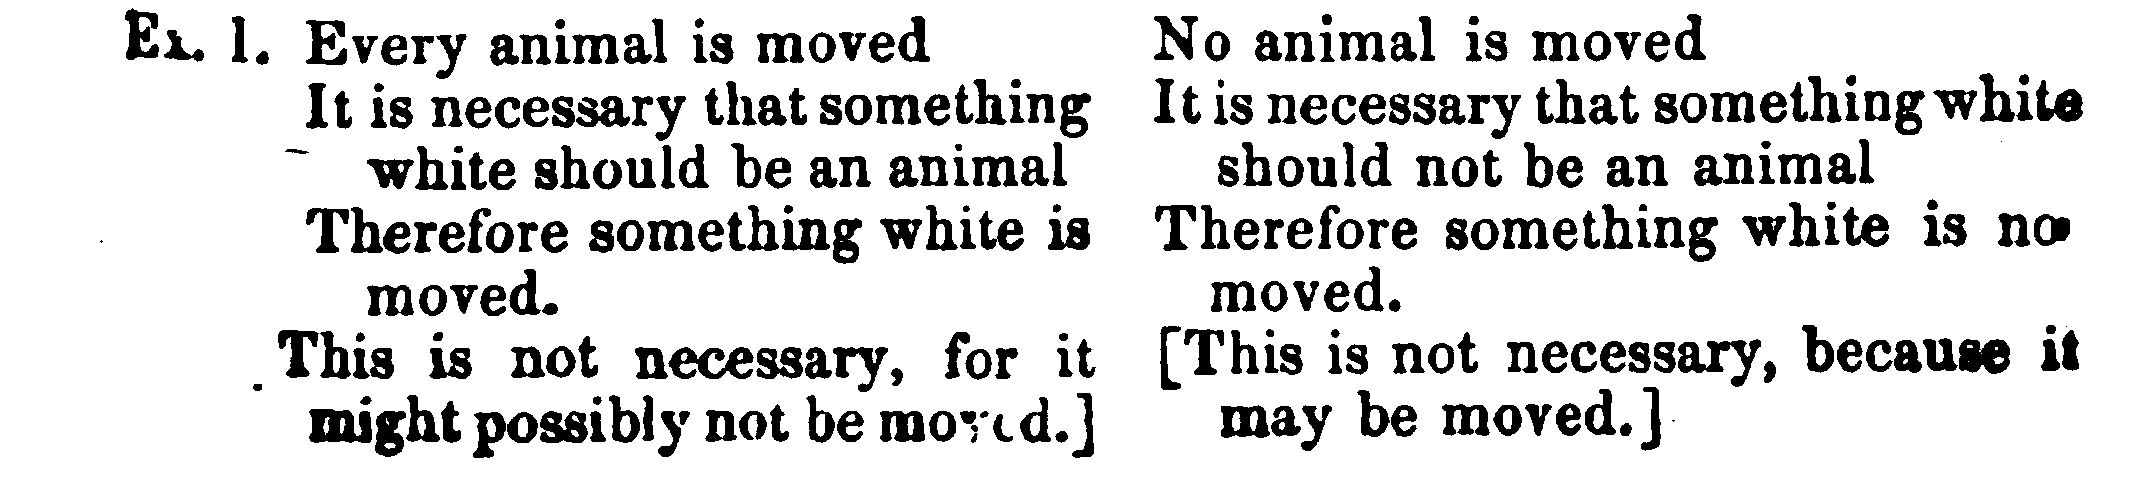 Ex. 1. Every animal is moved
It is necessary that something
white should be an animal
Therefore something white is
moved.
This is not necessary, for it
might possibly not be moved.]
No animal is moved
It is necessary that something white
should not be an animal
Therefore something white is not
moved.
[This is not necessary, because it
may be moved.]